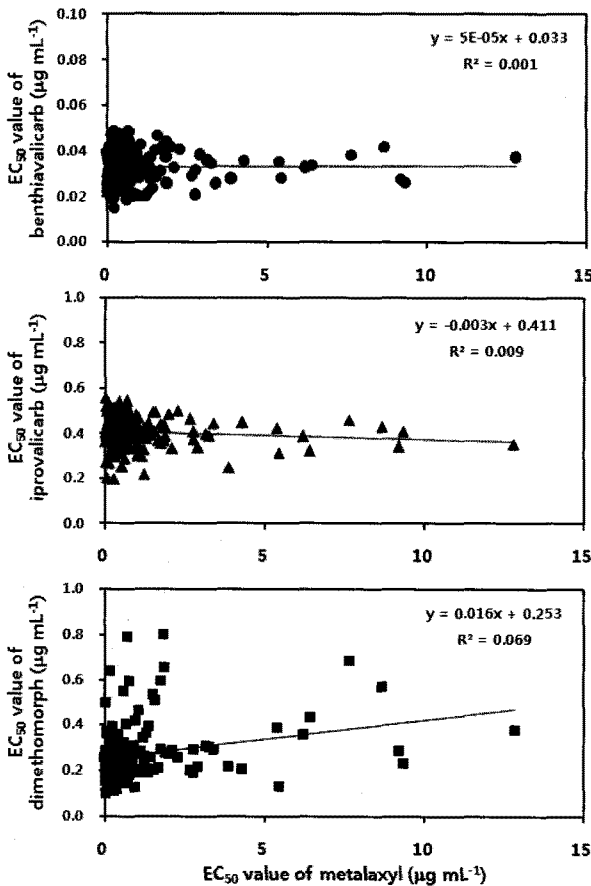 EC50 value of
benthiavalicarb (μg mL-1)
0.10
0.08
0.06
0.04
0.02
0.00
y = 5E-05x + 0.033
R² = 0.001
0 5 10 15
EC50 value of
iprovalicarb (μg mL-1)
1.0
0.8
0.6
0.4
0.2
0.0
y = -0.003x + 0.411
R² = 0.009
0 5 10 15
EC50 value of
dimethomorph (μg mL-1)
1.0
0.8
0.6
0.4
0.2
0.0
y = 0.016x + 0.253
R² = 0.069
0 5 10 15
EC50 value of metalaxyl (μg mL-1)